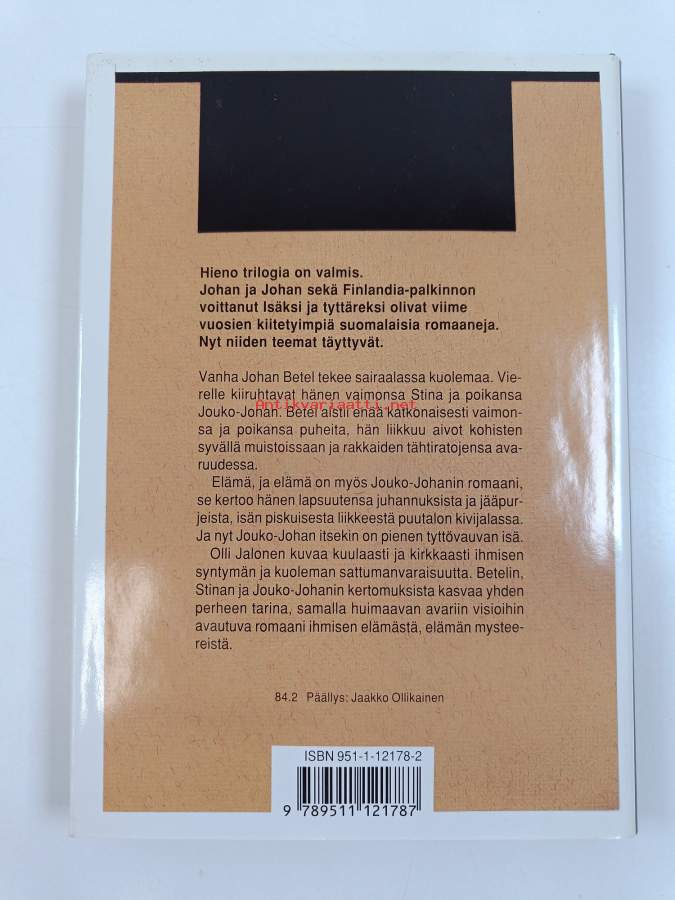 Hieno trilogia on valmis.
Johan ja Johan sekä Finlandia-palkinnon
voittanut Isäksi ja tyttäreksi olivat viime
vuosien kiitetyimpiä suomalaisia romaaneja.
Nyt niiden teemat täyttyvät.
Vanha Johan Betel tekee sairaalassa kuolemaa. Vie-
relle kiiruhtavat hänen vaimonsa Stina ja poikansa
Antikvariaatti.net
Jouko-Johan. Betel aistii enää katkonaisesti vaimon-
sa ja poikansa puheita, hän liikkuu aivot kohisten
syvällä muistoissaan ja rakkaiden tähtiratojensa ava-
ruudessa.
Elämä, ja elämä on myös Jouko-Johanin romaani,
se kertoo hänen lapsuutensa juhannuksista ja jääpur-
jeista, isän piskuisesta liikkeestä puutalon kivijalassa.
Ja nyt Jouko-Johan itsekin on pienen tyttövauvan isä.
Olli Jalonen kuvaa kuulaasti ja kirkkaasti ihmisen
syntymän ja kuoleman sattumanvaraisuutta. Betelin,
Stinan ja Jouko-Johanin kertomuksista kasvaa yhden
perheen tarina, samalla huimaavan avariin visioihin
avautuva romaani ihmisen elämästä, elämän mystee-
reistä.
84.2 Päällys: Jaakko Ollikainen
ISBN 951-1-12178-2
9 789511 121787